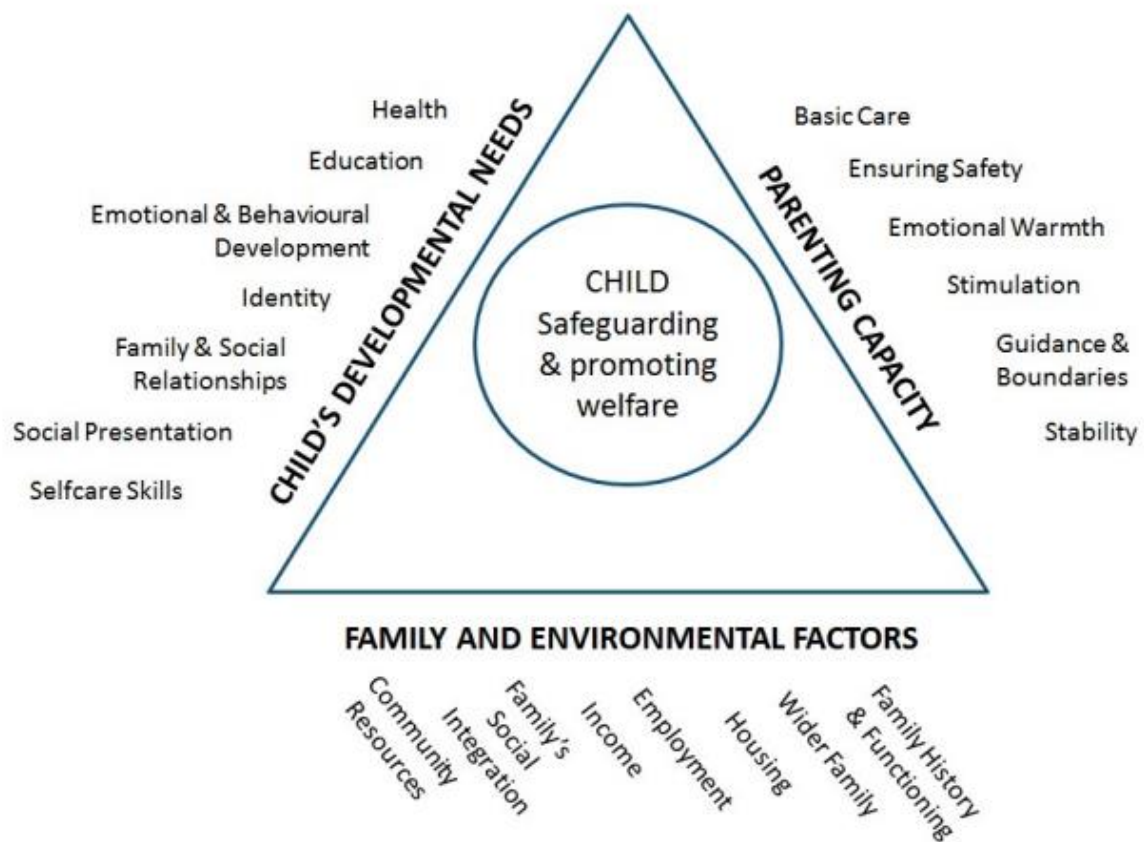 Health
Education
Emotional & Behavioural
Development
Identity
Family & Social
Relationships
Social Presentation
Selfcare Skills
CHILD'S DEVELOPMENTAL NEEDS
CHILD
Safeguarding
& promoting
welfare
PARENTING CAPACITY
Basic Care
Ensuring Safety
Emotional Warmth
Stimulation
Guidance &
Boundaries
Stability
FAMILY AND ENVIRONMENTAL FACTORS
Community
Resources
Family's
Social
Integration
Income
Employment
Housing
Wider Family
Family History
& Functioning